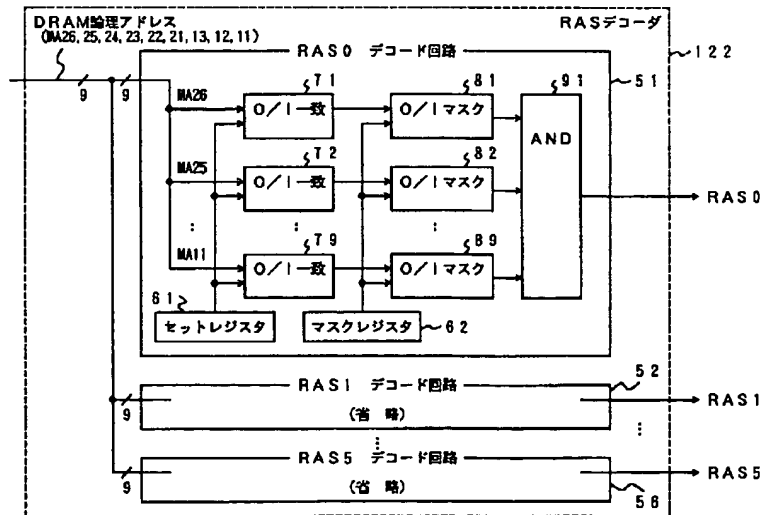 DRAM論理アドレス
(MA26, 25, 24, 23, 22, 21, 13, 12, 11)
RASデコーダ
122
RAS0 デコード回路
51
9
9
MA26
71
0/1一致
81
0/1マスク
91
AND
MA25
72
0/1一致
82
0/1マスク
RAS0
:
:
:
MA11
79
0/1一致
89
0/1マスク
61
セットレジスタ
マスクレジスタ
62
RAS1 デコード回路
52
9
(省 略)
RAS1
:
:
RAS5 デコード回路
9
(省 略)
RAS5
56